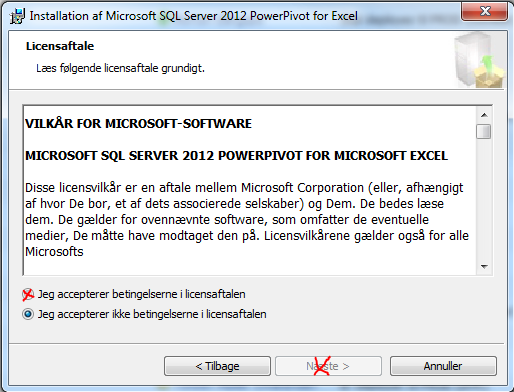 Installation af Microsoft SQL Server 2012 PowerPivot for Excel
Licensaftale
Læs følgende licensaftale grundigt.
VILKÅR FOR MICROSOFT-SOFTWARE
MICROSOFT SQL SERVER 2012 POWERPIVOT FOR MICROSOFT EXCEL
Disse licensvilkår er en aftale mellem Microsoft Corporation (eller, afhængigt
af hvor De bor, et af dets associerede selskaber) og Dem. De bedes læse
dem. De gælder for ovennævnte software, som omfatter de eventuelle
medier, De måtte have modtaget den på. Licensvilkårene gælder også for alle
Microsofts
Jeg accepterer betingelserne i licensaftalen
Jeg accepterer ikke betingelserne i licensaftalen
< Tilbage
Næste >
Annuller